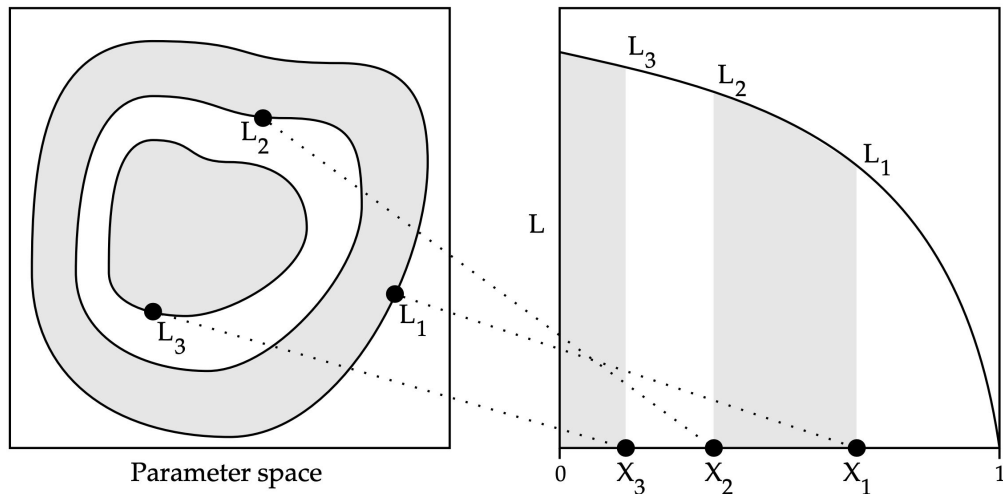 L₂
L₁
L₃
Parameter space
L₃
L₂
L₁
L
0 X₃ X₂ X₁ 1